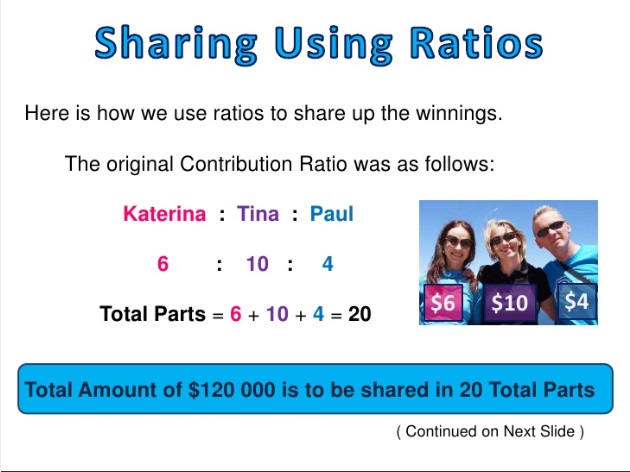 Sharing Using Ratios
Here is how we use ratios to share up the winnings.
The original Contribution Ratio was as follows:
Katerina : Tina : Paul
6 : 10 : 4
$6 $10 $4
Total Parts = 6 + 10 + 4 = 20
Total Amount of $120 000 is to be shared in 20 Total Parts
( Continued on Next Slide )